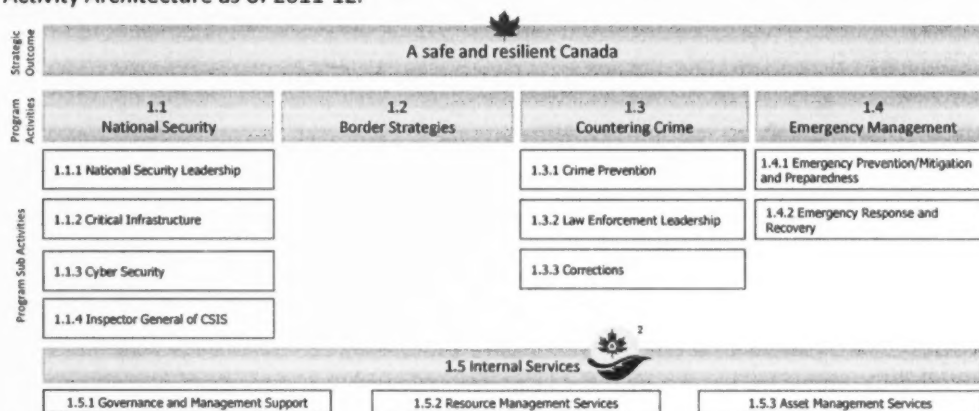 Activity Architecture as of 2011-12:
Strategic Outcome
A safe and resilient Canada
Program Activities
1.1
National Security
1.2
Border Strategies
1.3
Countering Crime
1.4
Emergency Management
Program Sub Activities
1.1.1 National Security Leadership
1.1.2 Critical Infrastructure
1.1.3 Cyber Security
1.1.4 Inspector General of CSIS
1.3.1 Crime Prevention
1.3.2 Law Enforcement Leadership
1.3.3 Corrections
1.4.1 Emergency Prevention/Mitigation
and Preparedness
1.4.2 Emergency Response and
Recovery
2
1.5 Internal Services
1.5.1 Governance and Management Support
1.5.2 Resource Management Services
1.5.3 Asset Management Services